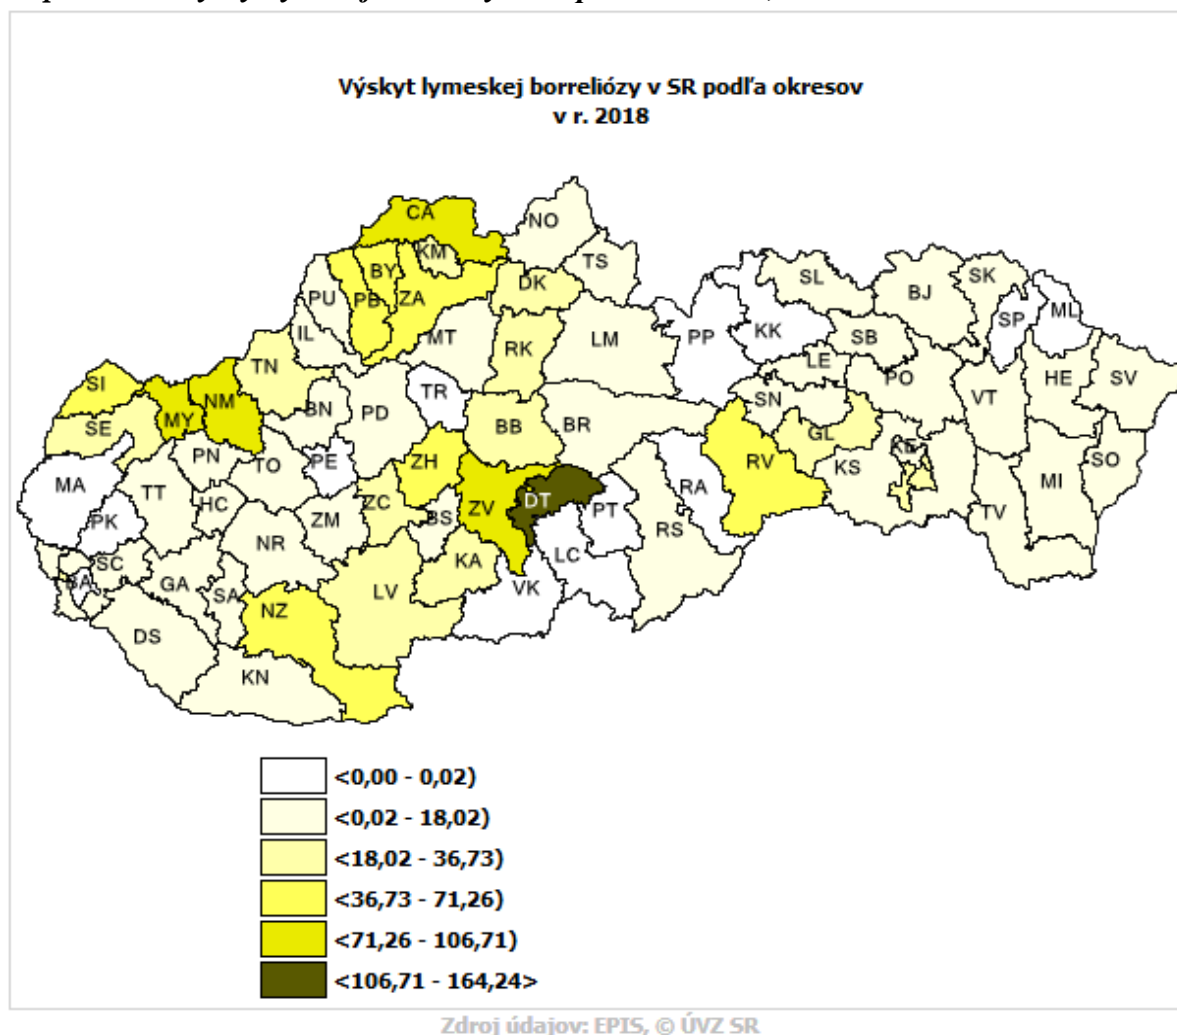 Výskyt lymeskej borreliózy v SR podľa okresov
v r. 2018
CA
NO
KM
TS
BY
PU
PB
ZA
DK
SL
SK
BJ
ML
SP
IL
MT
LM
PP
KK
SB
RK
TN
LE
PO
HE
SV
SI
TR
SN
VT
NM
BN
PD
MY
SE
BB
BR
GL
PN
TO
PE
ZH
RV
KS
KE
SO
MA
TT
MI
HC
ZC
BS
ZV
DT
PT
RA
PK
ZM
RS
TV
NR
KA
LC
SC
BA
GA
SA
LV
VK
NZ
DS
KN
<0,00 - 0,02)
<0,02 - 18,02)
<18,02 - 36,73)
<36,73 - 71,26)
<71,26 - 106,71)
<106,71 - 164,24>
Zdroj údajov: EPIS, © ÚVZ SR